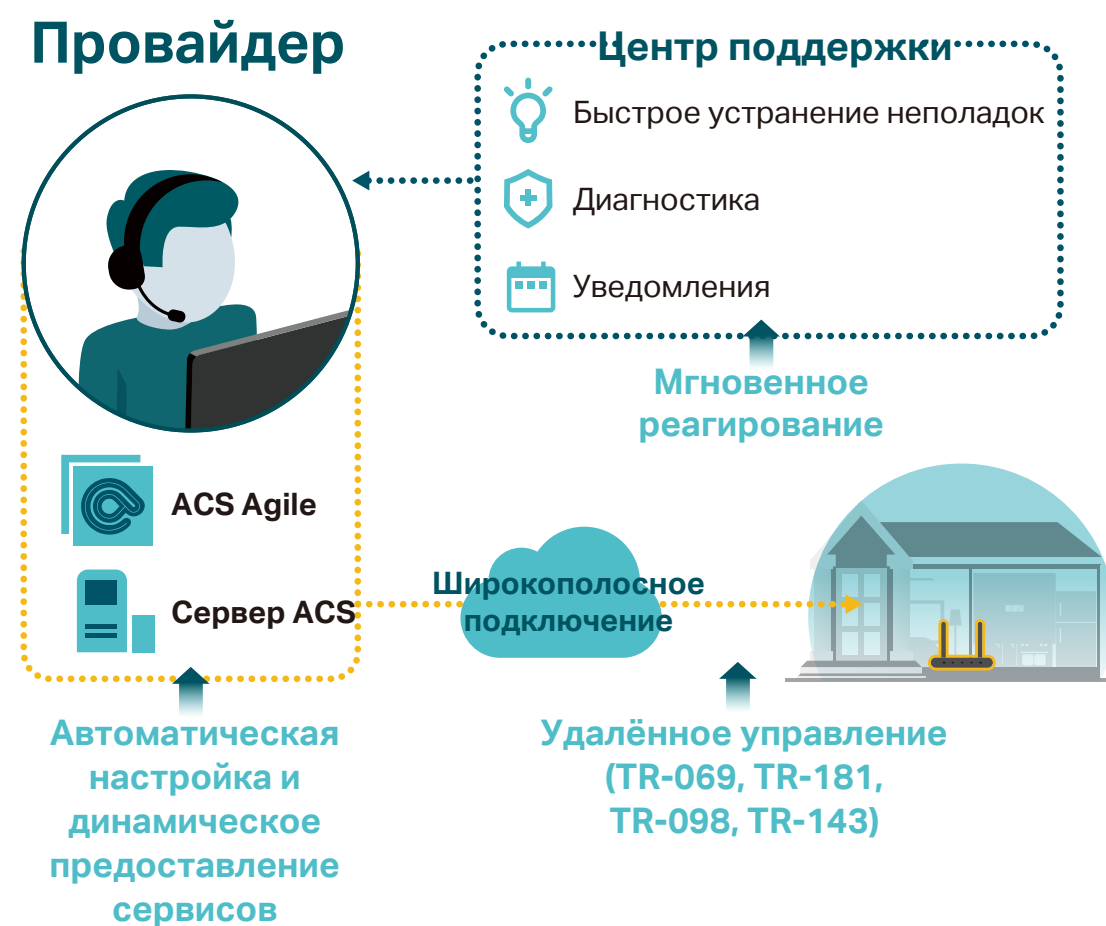 Провайдер
Центр поддержки
Быстрое устранение неполадок
Диагностика
Уведомления
Мгновенное
реагирование
ACS Agile
Сервер ACS
Широкополосное
подключение
Автоматическая
настройка и
динамическое
предоставление
сервисов
Удалённое управление
(TR-069, TR-181,
TR-098, TR-143)